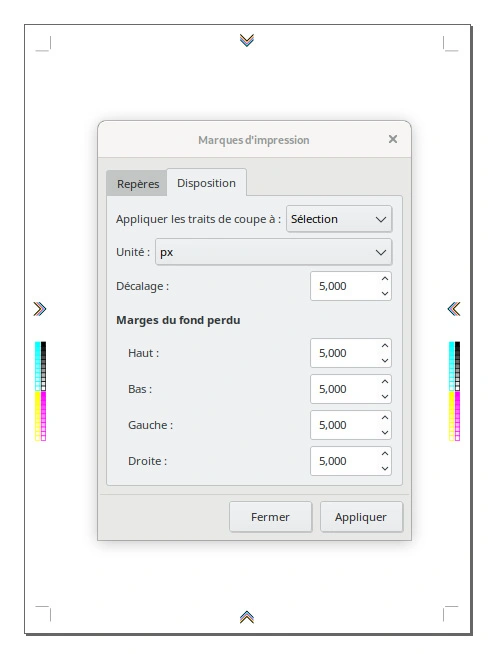 Marques d'impression
Repères Disposition
Appliquer les traits de coupe à : Sélection
Unité : px
Décalage : 5,000
Marges du fond perdu
Haut : 5,000
Bas : 5,000
Gauche : 5,000
Droite : 5,000
Fermer Appliquer